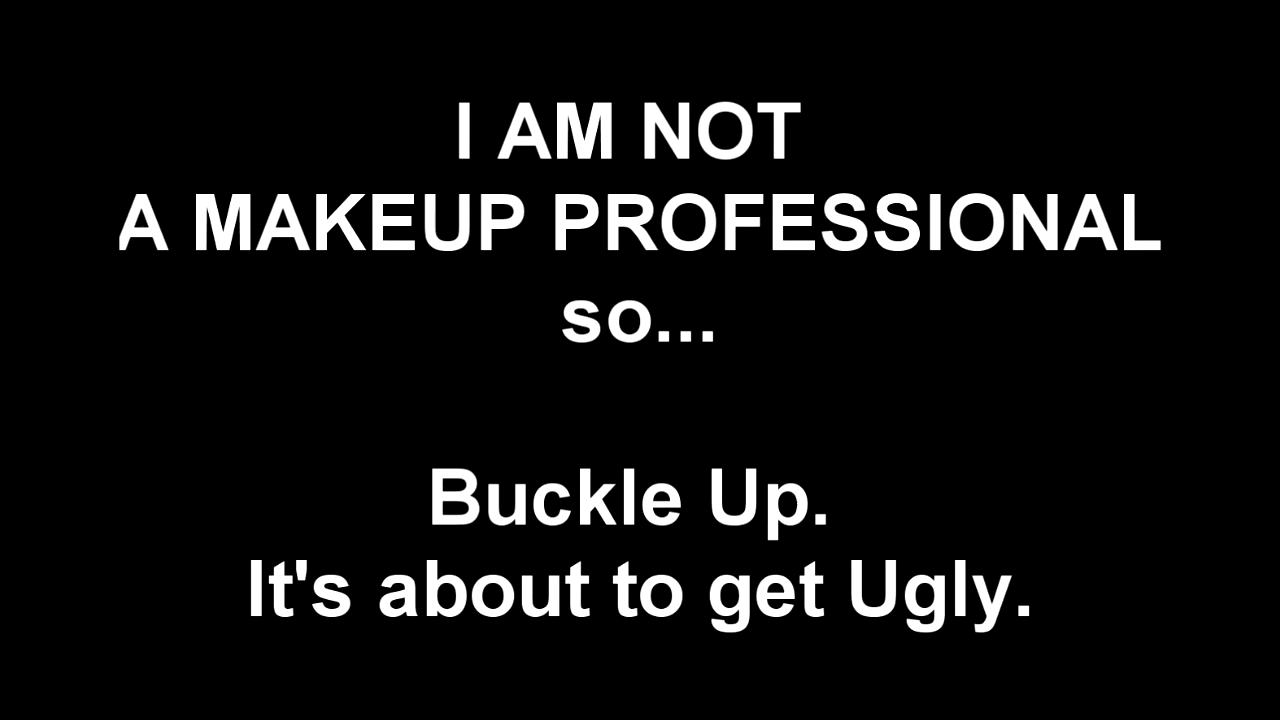 I AM NOT
A MAKEUP PROFESSIONAL
so...
Buckle Up.
It's about to get Ugly.